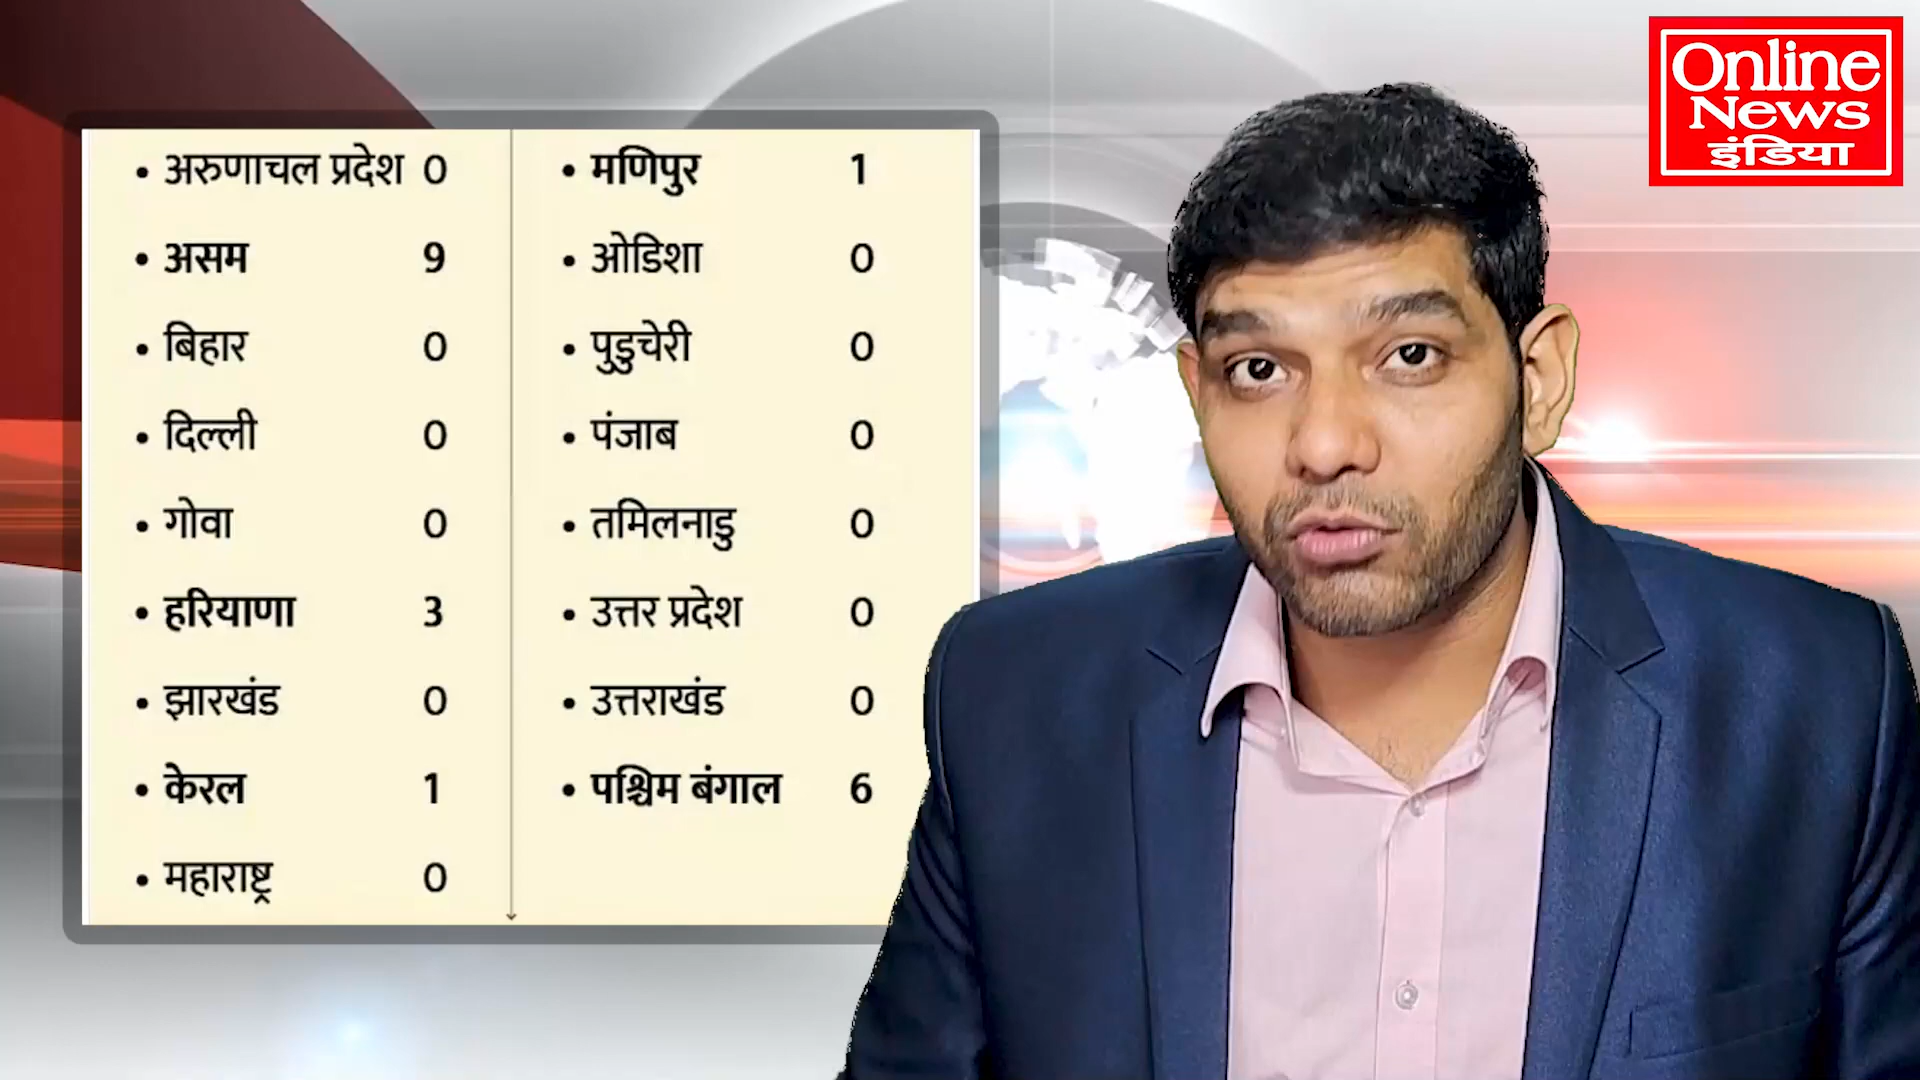 • अरुणाचल प्रदेश 0
• असम 9
• बिहार 0
• दिल्ली 0
• गोवा 0
• हरियाणा 3
• झारखंड 0
• केरल 1
• महाराष्ट्र 0
• मणिपुर 1
• ओडिशा 0
• पुडुचेरी 0
• पंजाब 0
• तमिलनाडु 0
• उत्तर प्रदेश 0
• उत्तराखंड 0
• पश्चिम बंगाल 6
Online
News
इंडिया